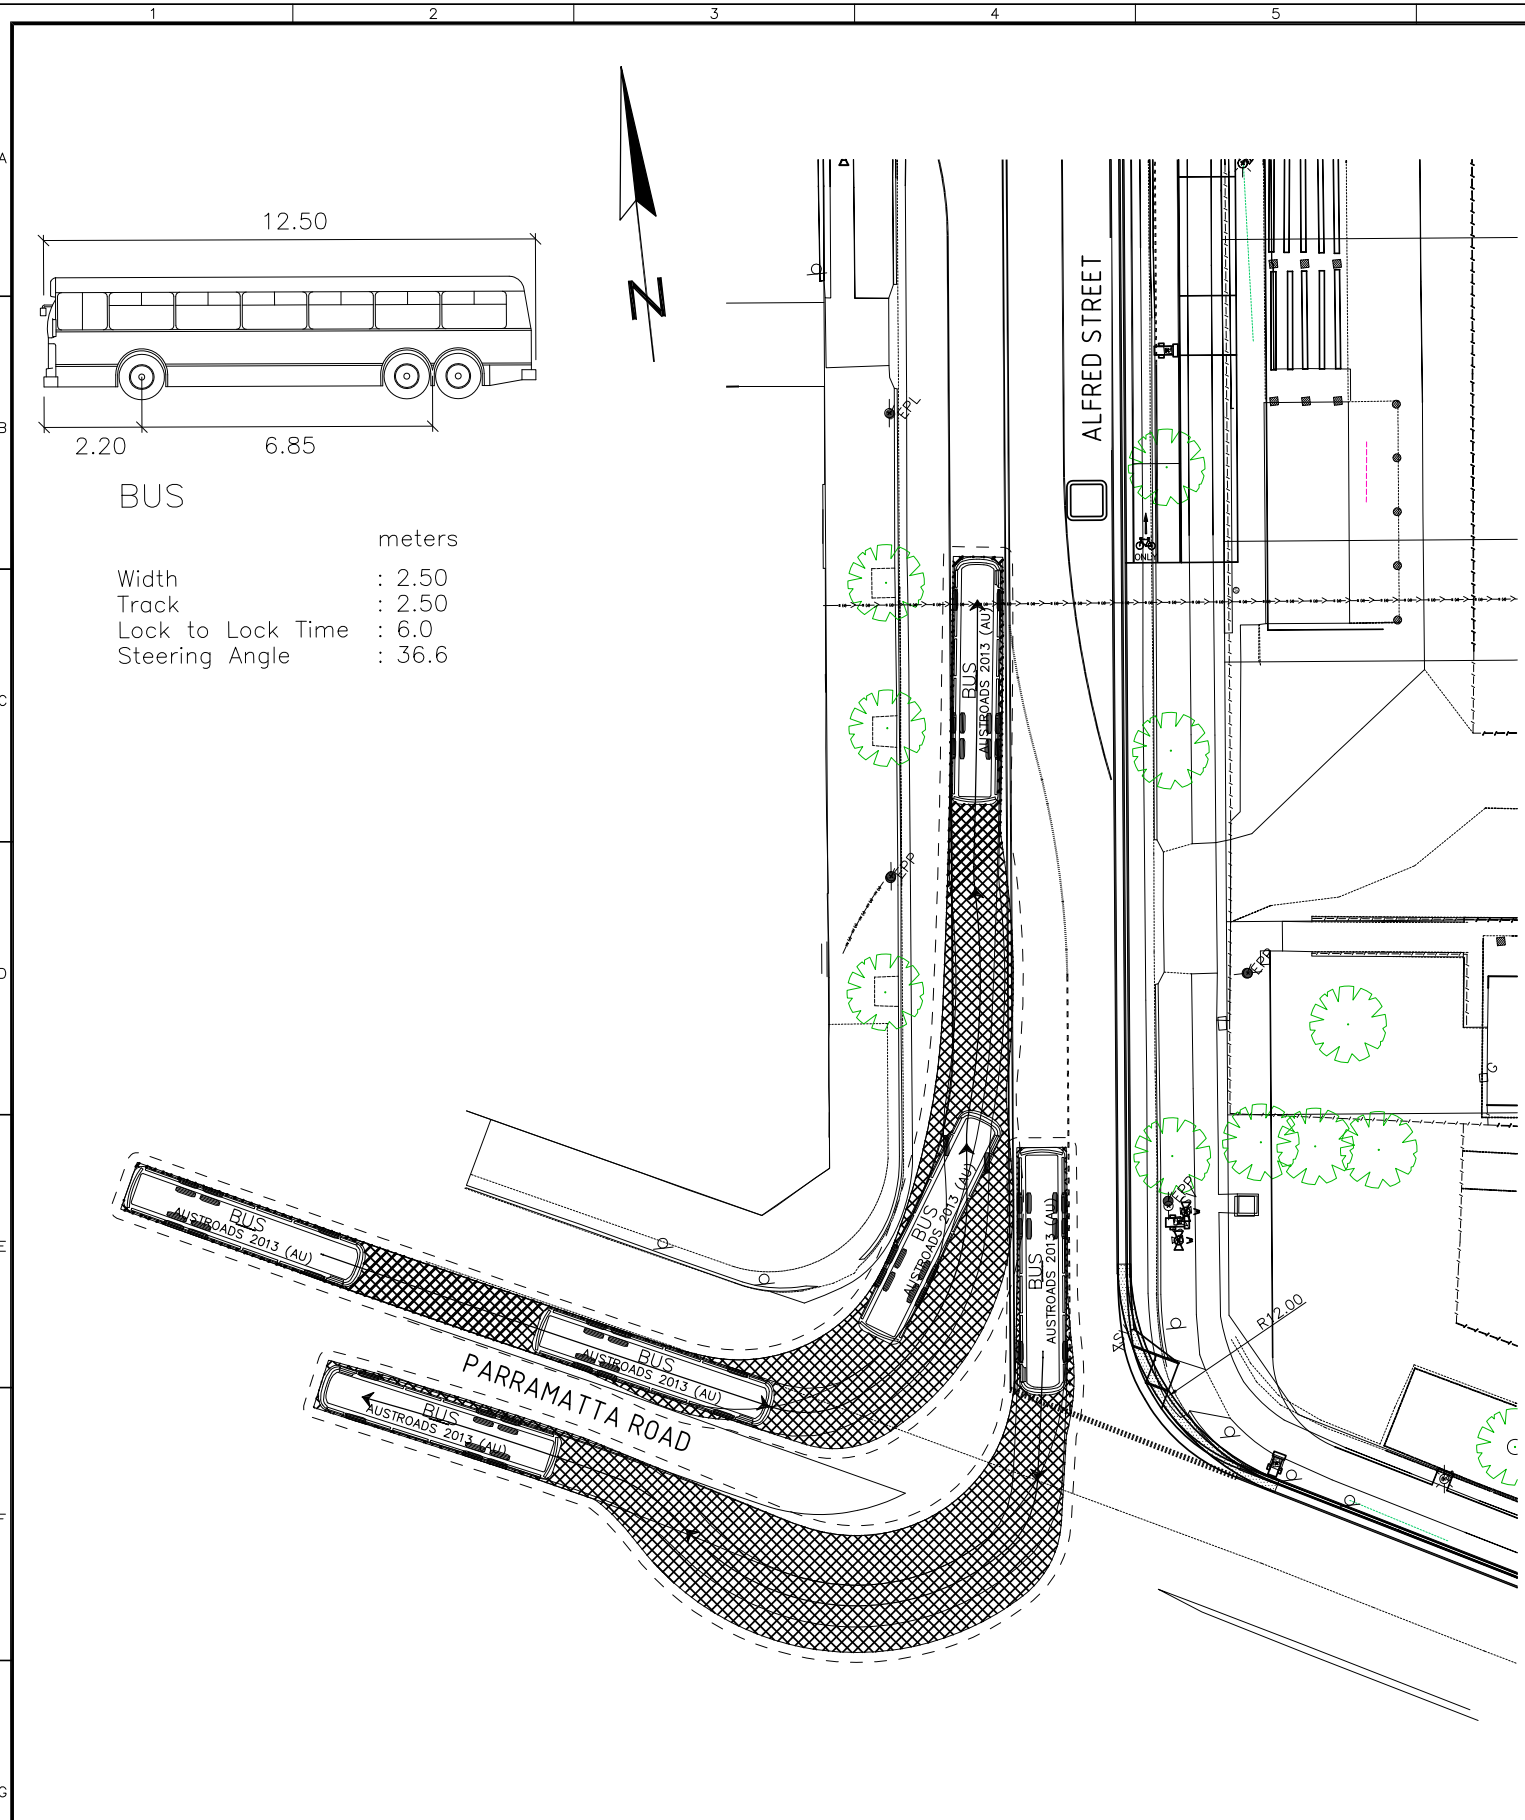 1 2 3 4 5
A
B
C
D
E
F
G
12.50
2.20 6.85
BUS
meters
Width : 2.50
Track : 2.50
Lock to Lock Time : 6.0
Steering Angle : 36.6
N
ALFRED STREET
EPL
ONLY
BUS
AUSTROADS 2013 (AU)
EPP
EPP
G
EPP
BUS
AUSTROADS 2013 (AU)
BUS
AUSTROADS 2013 (AU)
BUS
AUSTROADS 2013 (AU)
R12.00
BUS
AUSTROADS 2013 (AU)
PARRAMATTA ROAD
BUS
AUSTROADS 2013 (AU)